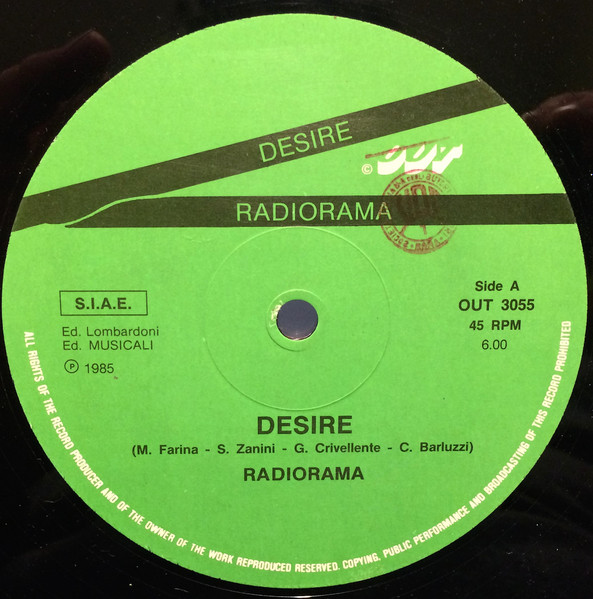 DESIRE
© OUT
RADIORAMA
S.I.A.E.
Ed. Lombardoni
Ed. MUSICALI
℗ 1985
Side A
OUT 3055
45 RPM
6.00
DESIRE
(M. Farina - S. Zanini - G. Crivellente - C. Barluzzi)
RADIORAMA
ALL RIGHTS OF THE RECORD PRODUCER AND OF THE OWNER OF THE WORK REPRODUCED RESERVED. COPYING, PUBLIC PERFORMANCE AND BROADCASTING OF THIS RECORD PROHIBITED